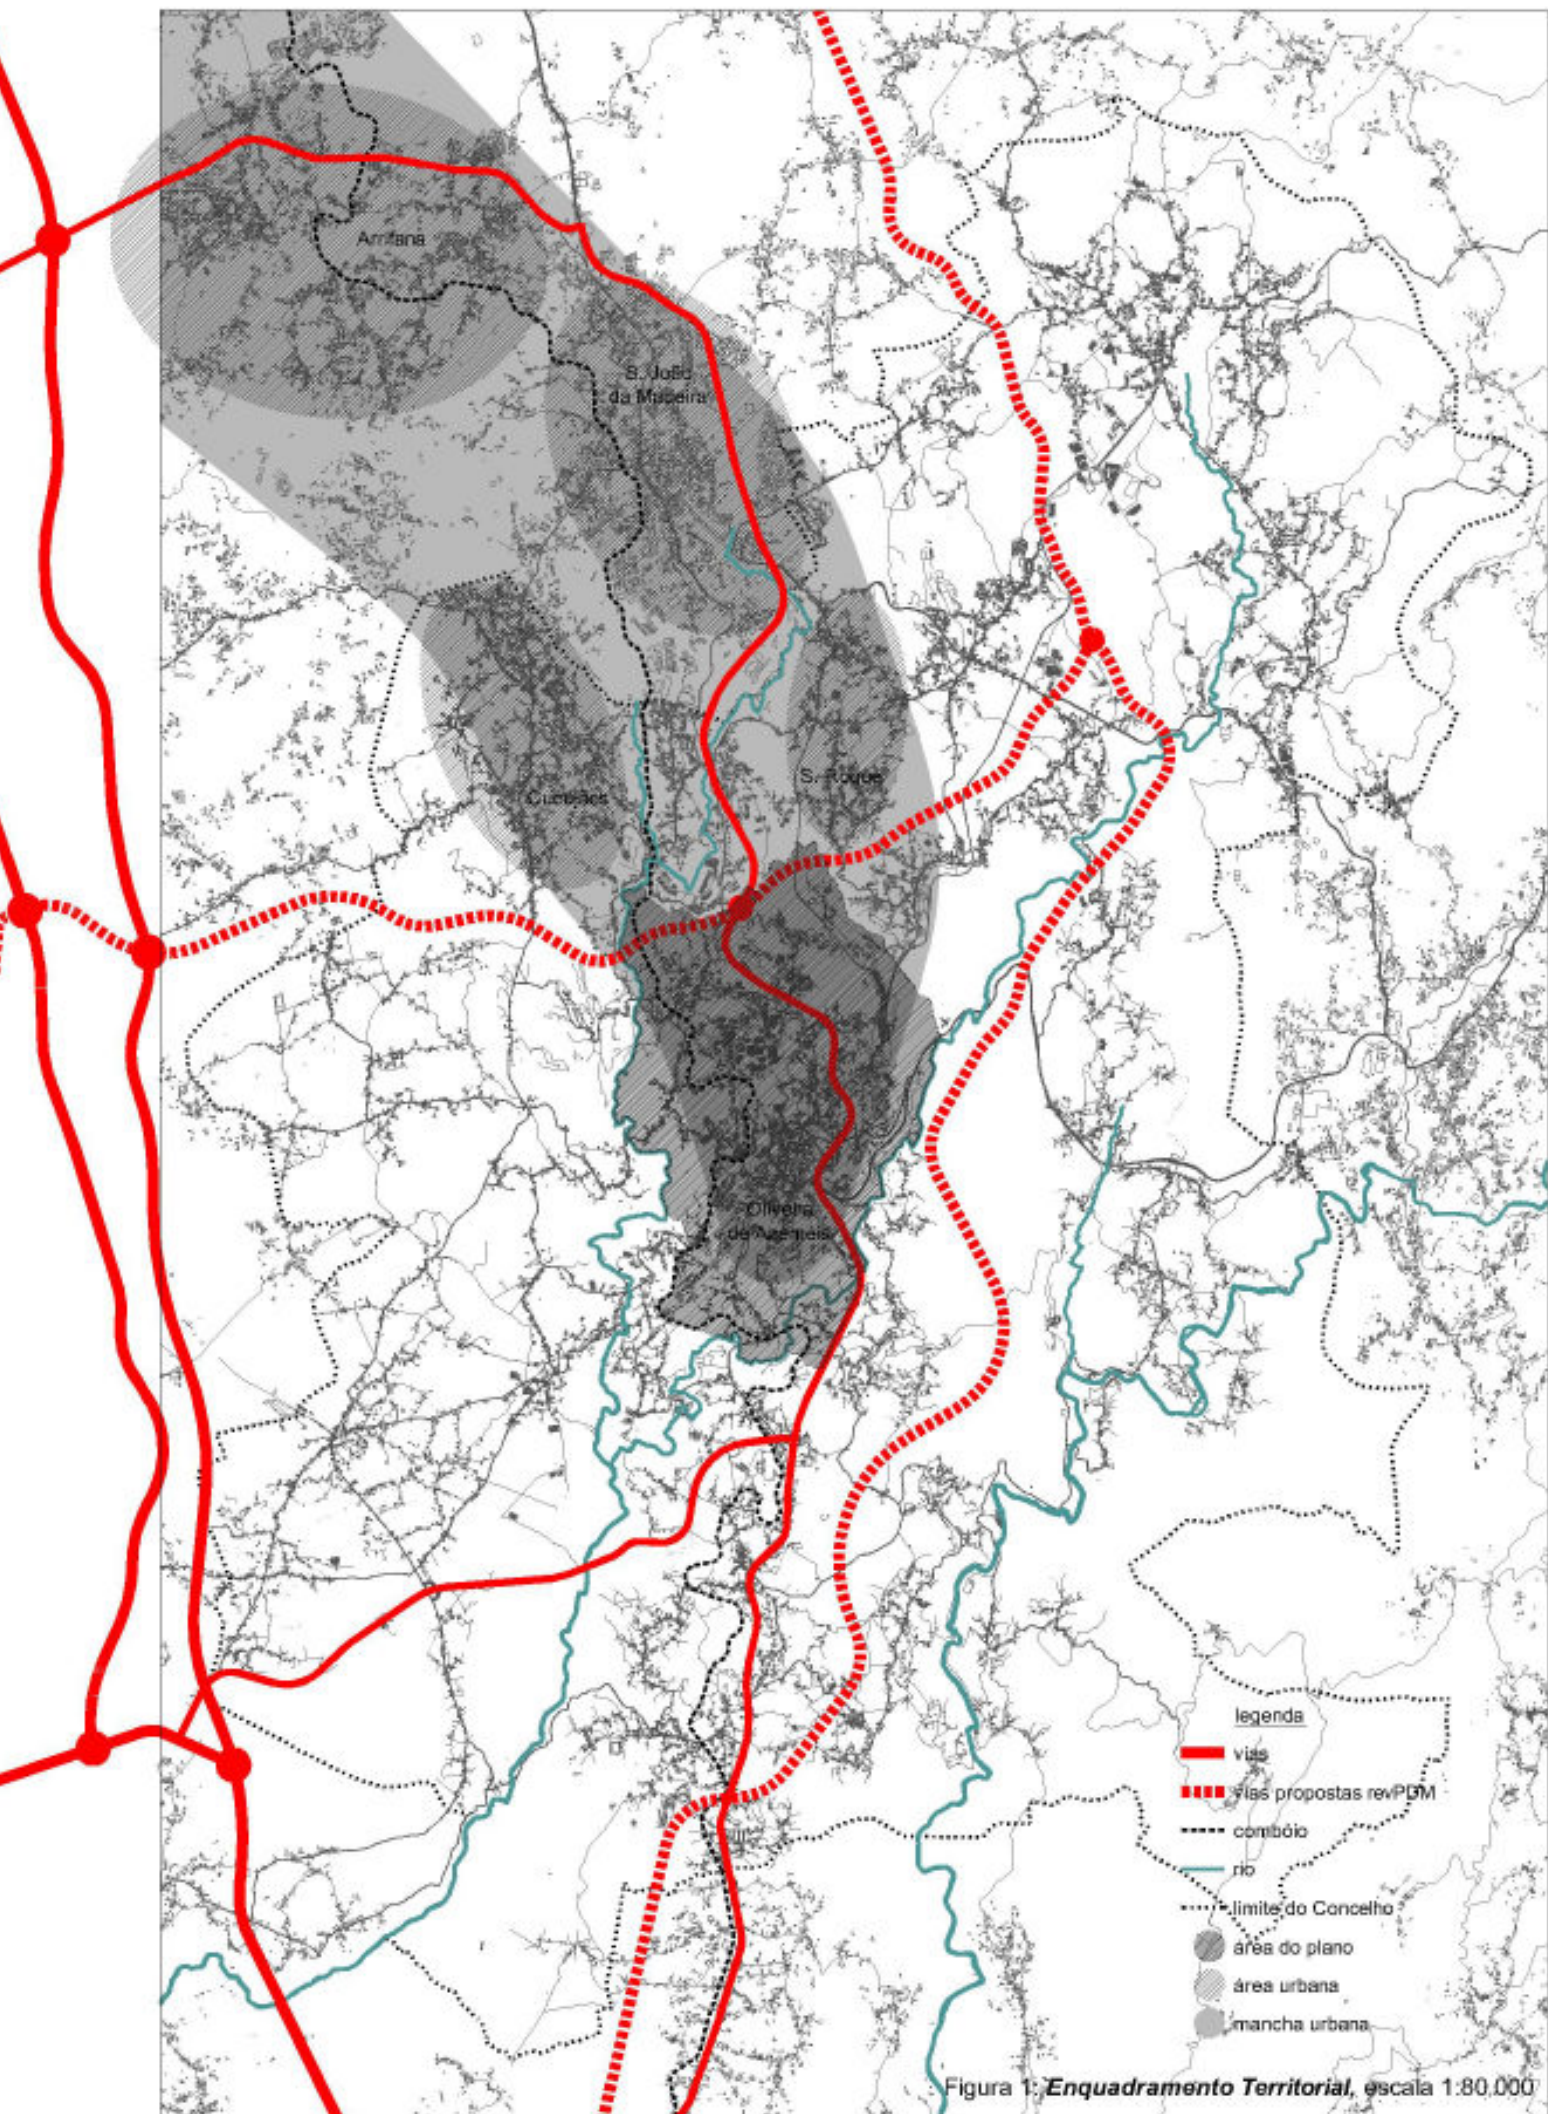 Arrifana
S. João
da Madeira
S. Roque
Cucujães
Oliveira
de Azeméis
legenda
vias
vias propostas revPDM
combóio
rio
limite do Concelho
área do plano
área urbana
mancha urbana
Figura 1: Enquadramento Territorial, escala 1:80.000